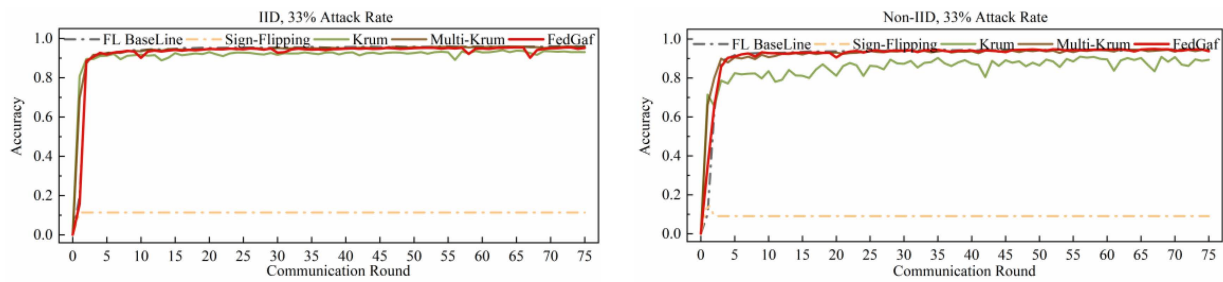 IID, 33% Attack Rate
FL BaseLine Sign-Flipping Krum Multi-Krum FedGaf
1.0
0.8
0.6
0.4
0.2
0.0
Accuracy
0 5 10 15 20 25 30 35 40 45 50 55 60 65 70 75
Communication Round
Non-IID, 33% Attack Rate
FL BaseLine Sign-Flipping Krum Multi-Krum FedGaf
1.0
0.8
0.6
0.4
0.2
0.0
Accuracy
0 5 10 15 20 25 30 35 40 45 50 55 60 65 70 75
Communication Round